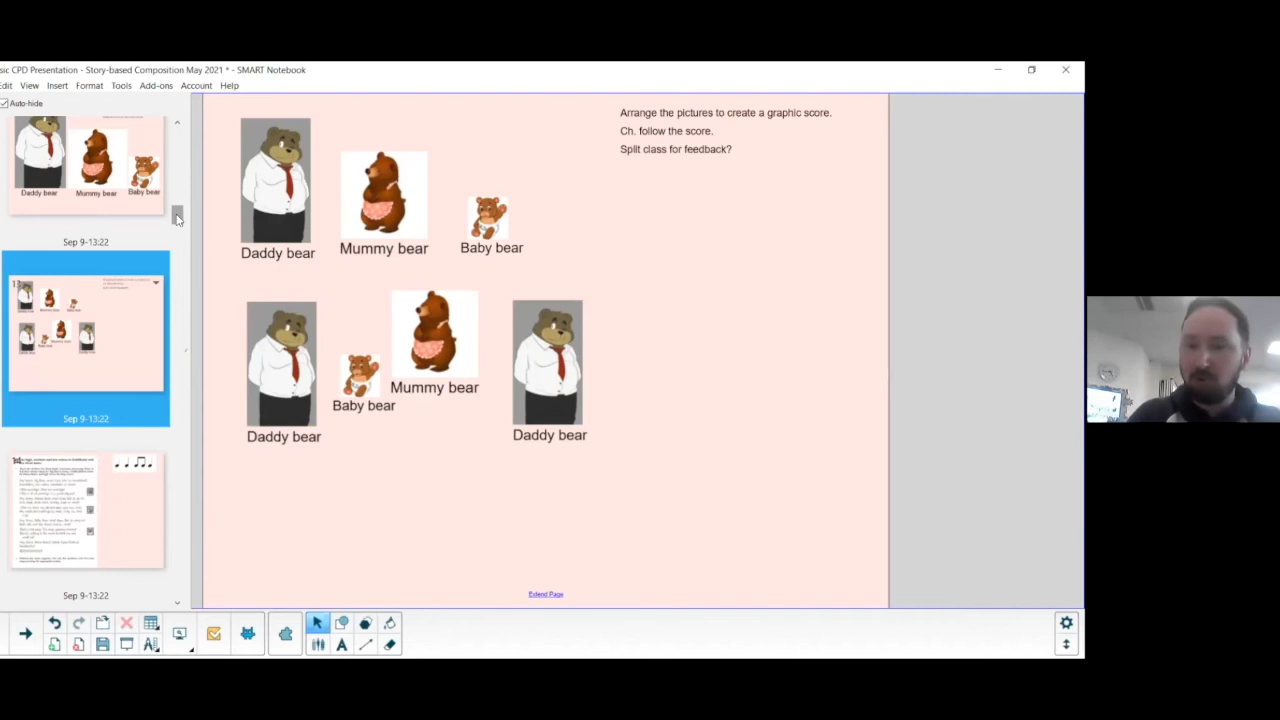 sic CPD Presentation - Story-based Composition May 2021 * - SMART Notebook
Edit View Insert Format Tools Add-ons Account Help
Auto-hide
Daddy bear Mummy bear Baby bear
Sep 9-13:22
Sep 9-13:22
Sep 9-13:22
Arrange the pictures to create a graphic score.
Ch. follow the score.
Split class for feedback?
Daddy bear Mummy bear Baby bear
Daddy bear Baby bear Mummy bear Daddy bear
Extend Page